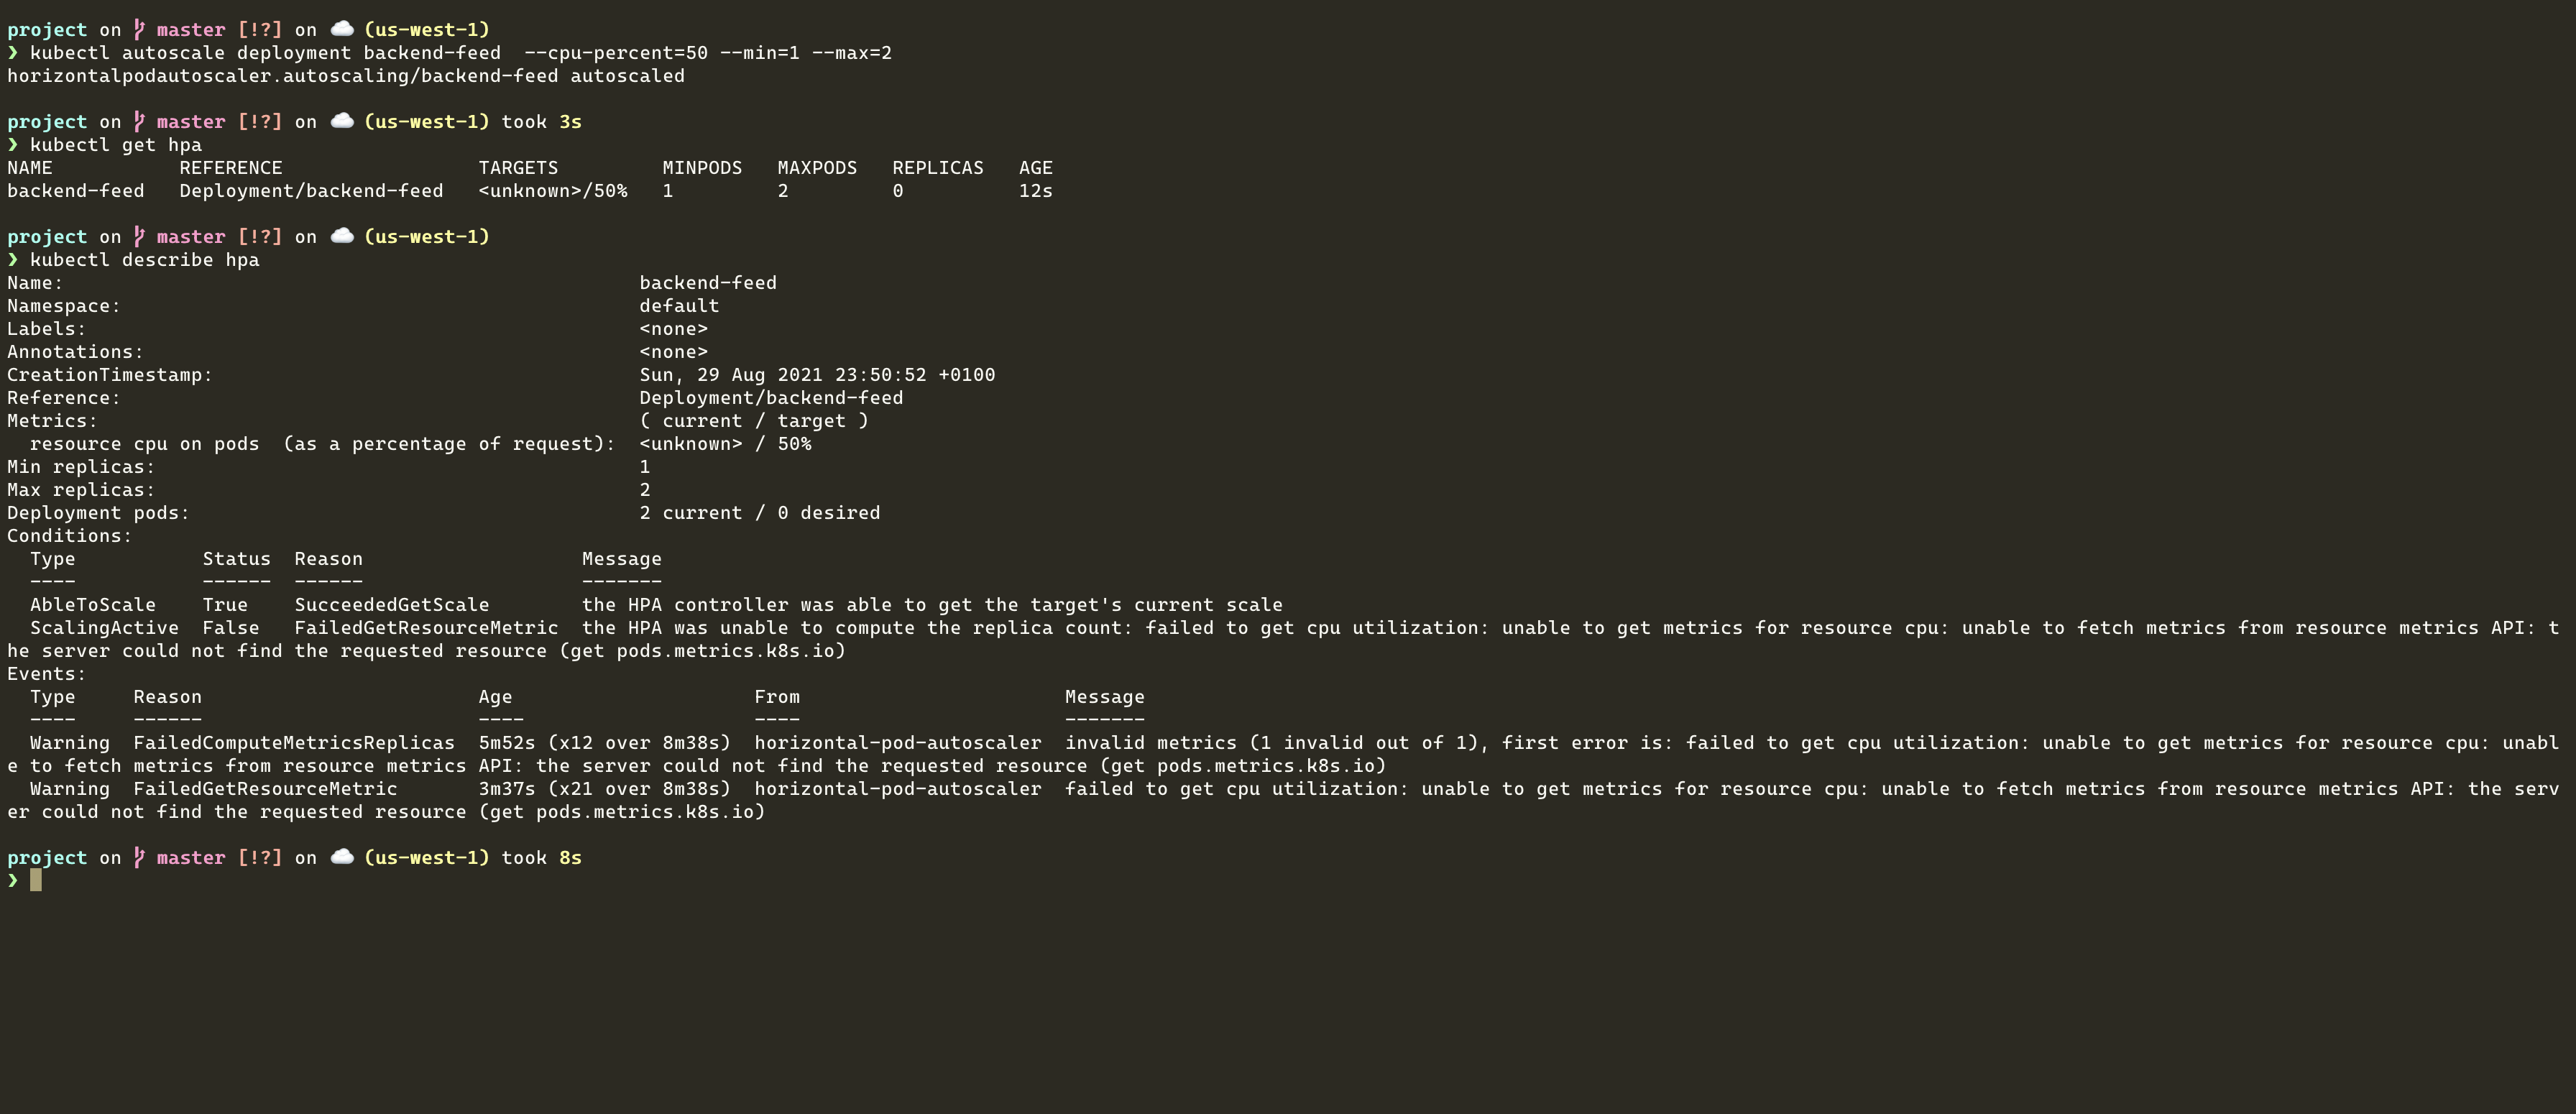 project on master [!?] on ☁️ (us-west-1)
❯ kubectl autoscale deployment backend-feed  --cpu-percent=50 --min=1 --max=2
horizontalpodautoscaler.autoscaling/backend-feed autoscaled
project on master [!?] on ☁️ (us-west-1) took 3s
❯ kubectl get hpa
NAME           REFERENCE                 TARGETS         MINPODS   MAXPODS   REPLICAS   AGE
backend-feed   Deployment/backend-feed   <unknown>/50%   1         2         0          12s
project on master [!?] on ☁️ (us-west-1)
❯ kubectl describe hpa
Name:                                                  backend-feed
Namespace:                                             default
Labels:                                                <none>
Annotations:                                           <none>
CreationTimestamp:                                     Sun, 29 Aug 2021 23:50:52 +0100
Reference:                                             Deployment/backend-feed
Metrics:                                               ( current / target )
  resource cpu on pods  (as a percentage of request):  <unknown> / 50%
Min replicas:                                          1
Max replicas:                                          2
Deployment pods:                                       2 current / 0 desired
Conditions:
  Type           Status  Reason                   Message
  ----           ------  ------                   -------
  AbleToScale    True    SucceededGetScale        the HPA controller was able to get the target's current scale
  ScalingActive  False   FailedGetResourceMetric  the HPA was unable to compute the replica count: failed to get cpu utilization: unable to get metrics for resource cpu: unable to fetch metrics from resource metrics API: t
he server could not find the requested resource (get pods.metrics.k8s.io)
Events:
  Type     Reason                        Age                     From                       Message
  ----     ------                        ----                    ----                       -------
  Warning  FailedComputeMetricsReplicas  5m52s (x12 over 8m38s)  horizontal-pod-autoscaler  invalid metrics (1 invalid out of 1), first error is: failed to get cpu utilization: unable to get metrics for resource cpu: unabl
e to fetch metrics from resource metrics API: the server could not find the requested resource (get pods.metrics.k8s.io)
  Warning  FailedGetResourceMetric       3m37s (x21 over 8m38s)  horizontal-pod-autoscaler  failed to get cpu utilization: unable to get metrics for resource cpu: unable to fetch metrics from resource metrics API: the serv
er could not find the requested resource (get pods.metrics.k8s.io)
project on master [!?] on ☁️ (us-west-1) took 8s
❯